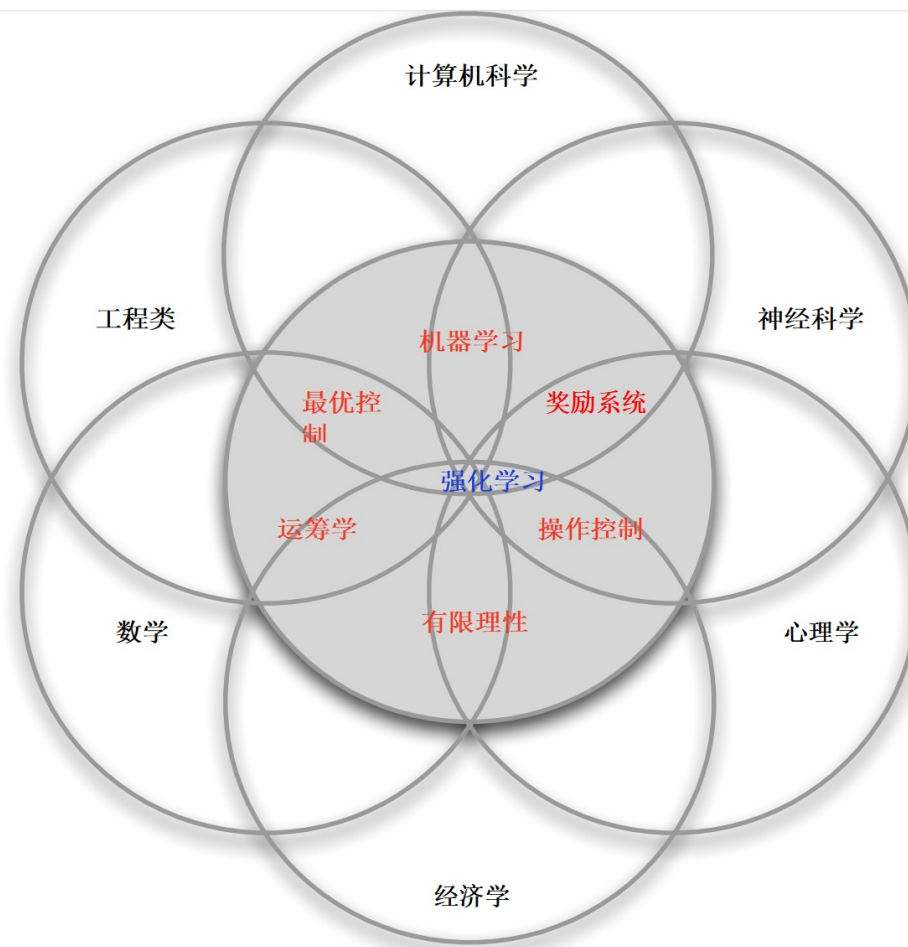 计算机科学
工程类
神经科学
机器学习
最优控
制
奖励系统
强化学习
运筹学
操作控制
有限理性
数学
心理学
经济学